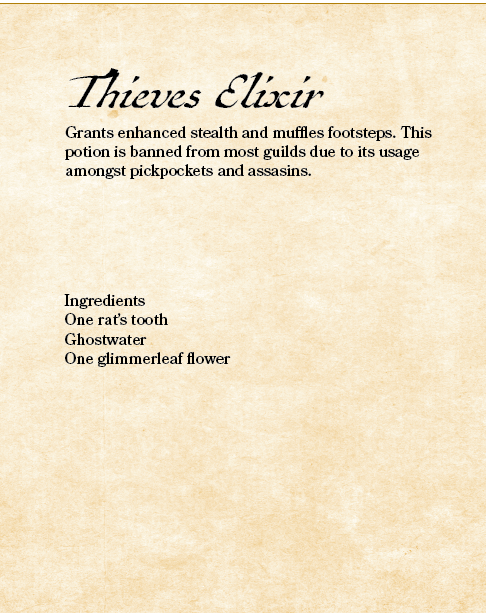 Thieves Elixir
Grants enhanced stealth and muffles footsteps. This
potion is banned from most guilds due to its usage
amongst pickpockets and assasins.
Ingredients
One rat's tooth
Ghostwater
One glimmerleaf flower